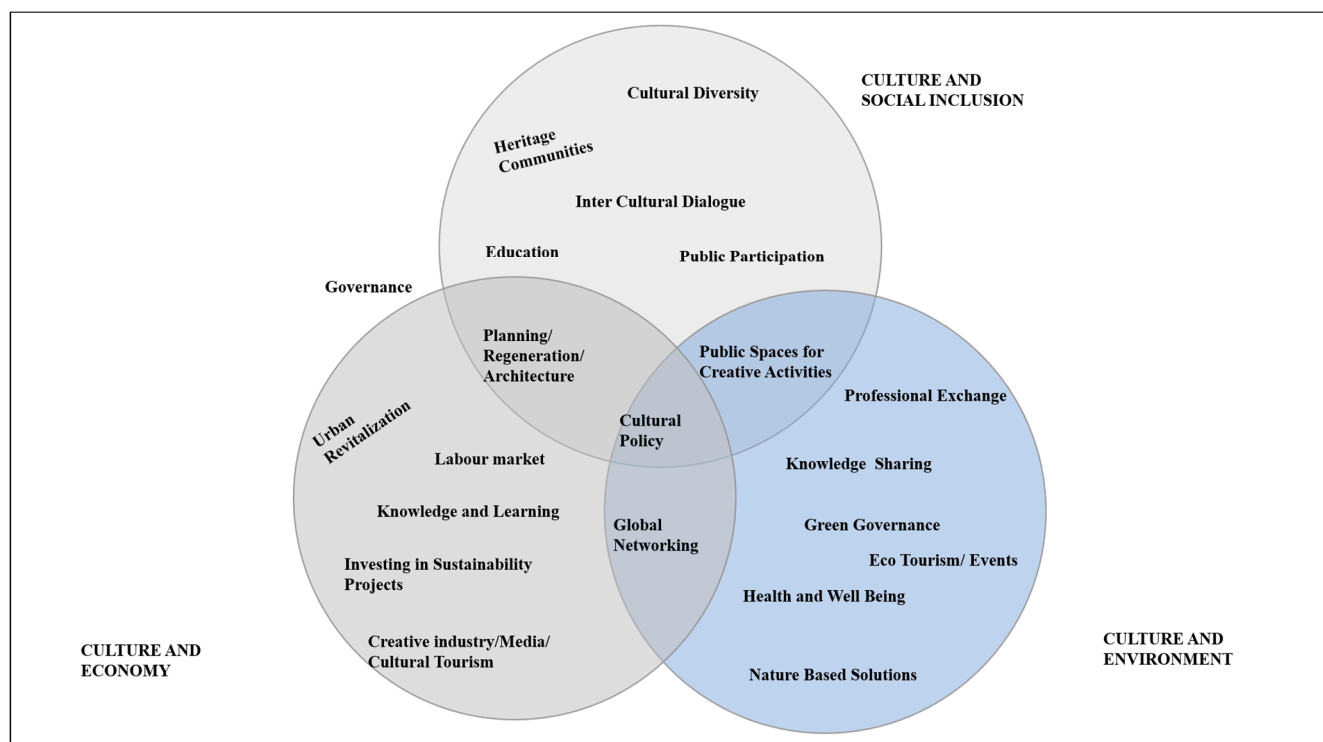 Cultural Diversity
CULTURE AND
SOCIAL INCLUSION
Heritage
Communities
Inter Cultural Dialogue
Education
Public Participation
Governance
Planning/
Regeneration/
Architecture
Public Spaces for
Creative Activities
Professional Exchange
Urban
Revitalization
Cultural
Policy
Labour market
Knowledge Sharing
Knowledge and Learning
Global
Networking
Green Governance
Eco Tourism/ Events
Investing in Sustainability
Projects
Health and Well Being
Creative industry/Media/
Cultural Tourism
Nature Based Solutions
CULTURE AND
ECONOMY
CULTURE AND
ENVIRONMENT